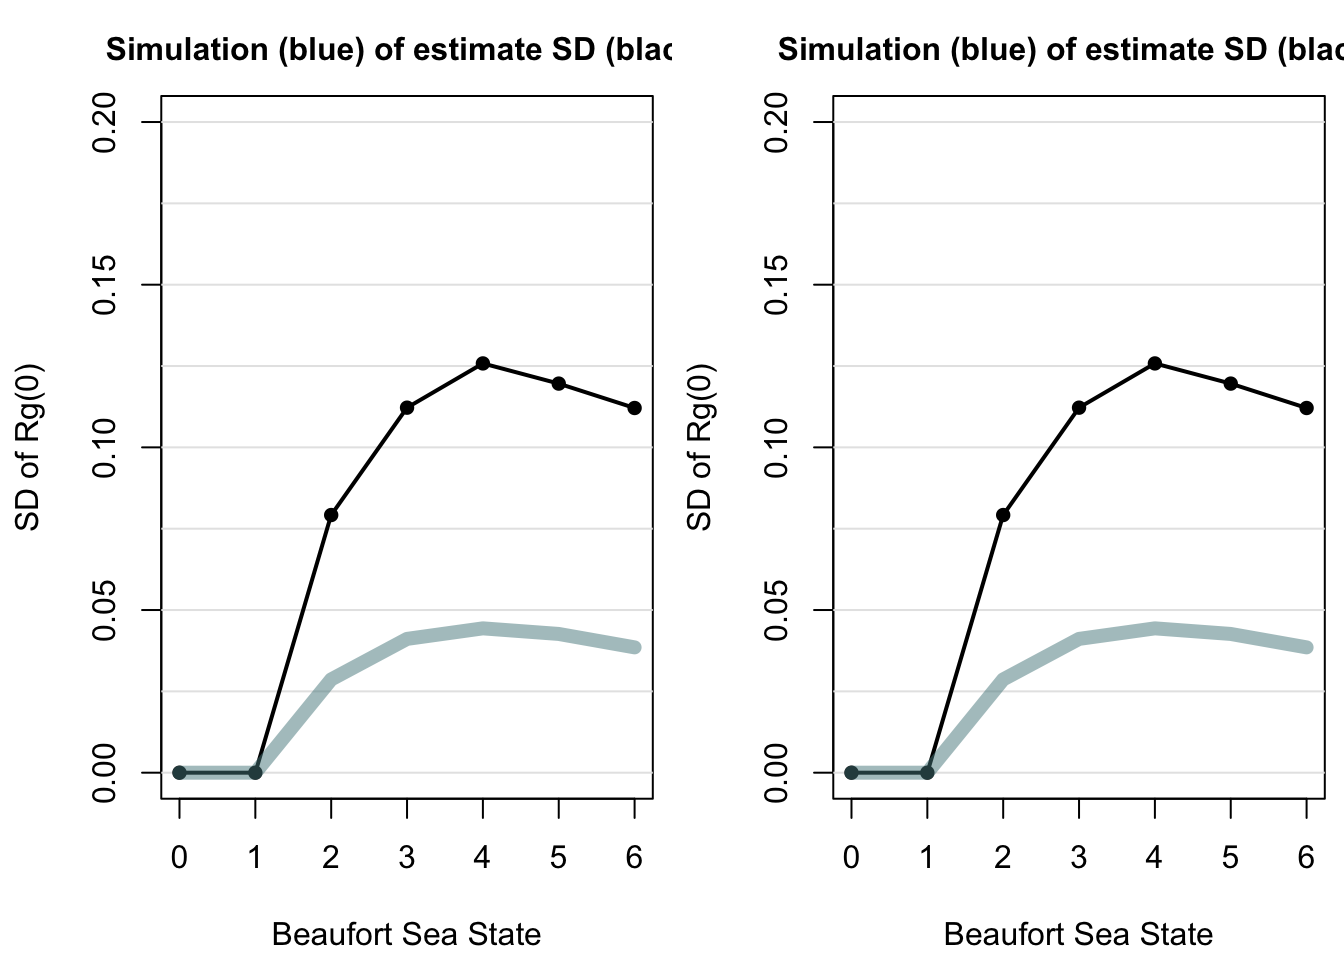 Simulation (blue) of estimate SD (blac
SD of Rg(0)
0.20
0.15
0.10
0.05
0.00
0 1 2 3 4 5 6
Beaufort Sea State
Simulation (blue) of estimate SD (blac
SD of Rg(0)
0.20
0.15
0.10
0.05
0.00
0 1 2 3 4 5 6
Beaufort Sea State